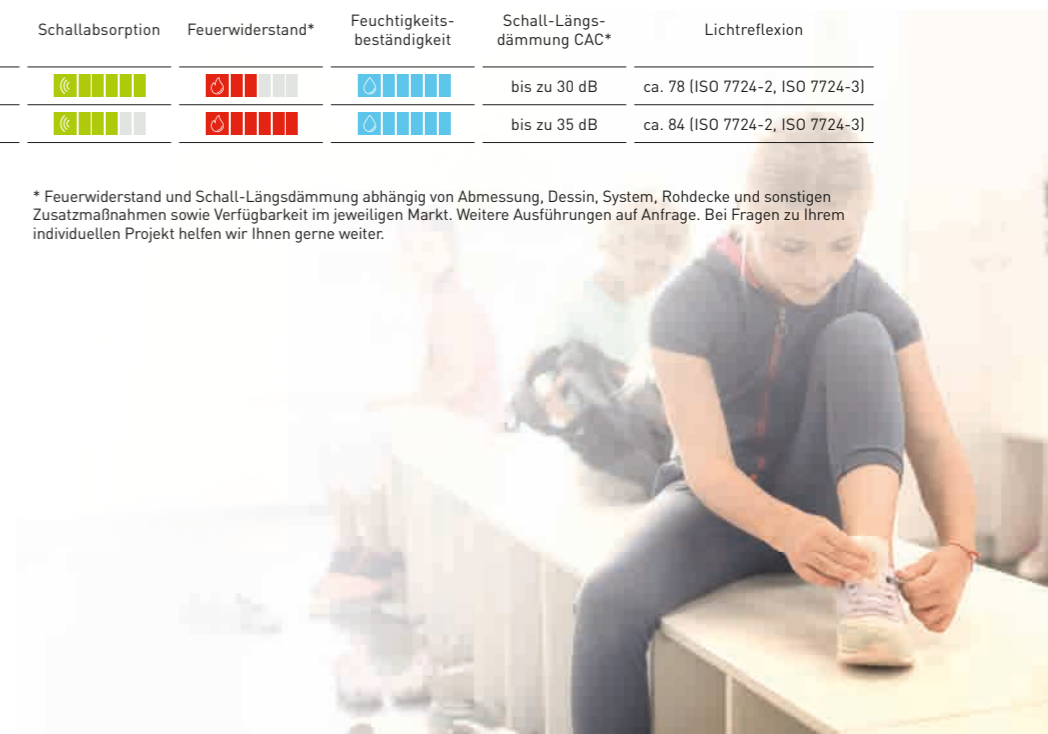 Schallabsorption Feuerwiderstand* Feuchtigkeits-
beständigkeit Schall-Längs-
dämmung CAC* Lichtreflexion
bis zu 30 dB ca. 78 (ISO 7724-2, ISO 7724-3)
bis zu 35 dB ca. 84 (ISO 7724-2, ISO 7724-3)
* Feuerwiderstand und Schall-Längsdämmung abhängig von Abmessung, Dessin, System, Rohdecke und sonstigen
Zusatzmaßnahmen sowie Verfügbarkeit im jeweiligen Markt. Weitere Ausführungen auf Anfrage. Bei Fragen zu Ihrem
individuellen Projekt helfen wir Ihnen gerne weiter.